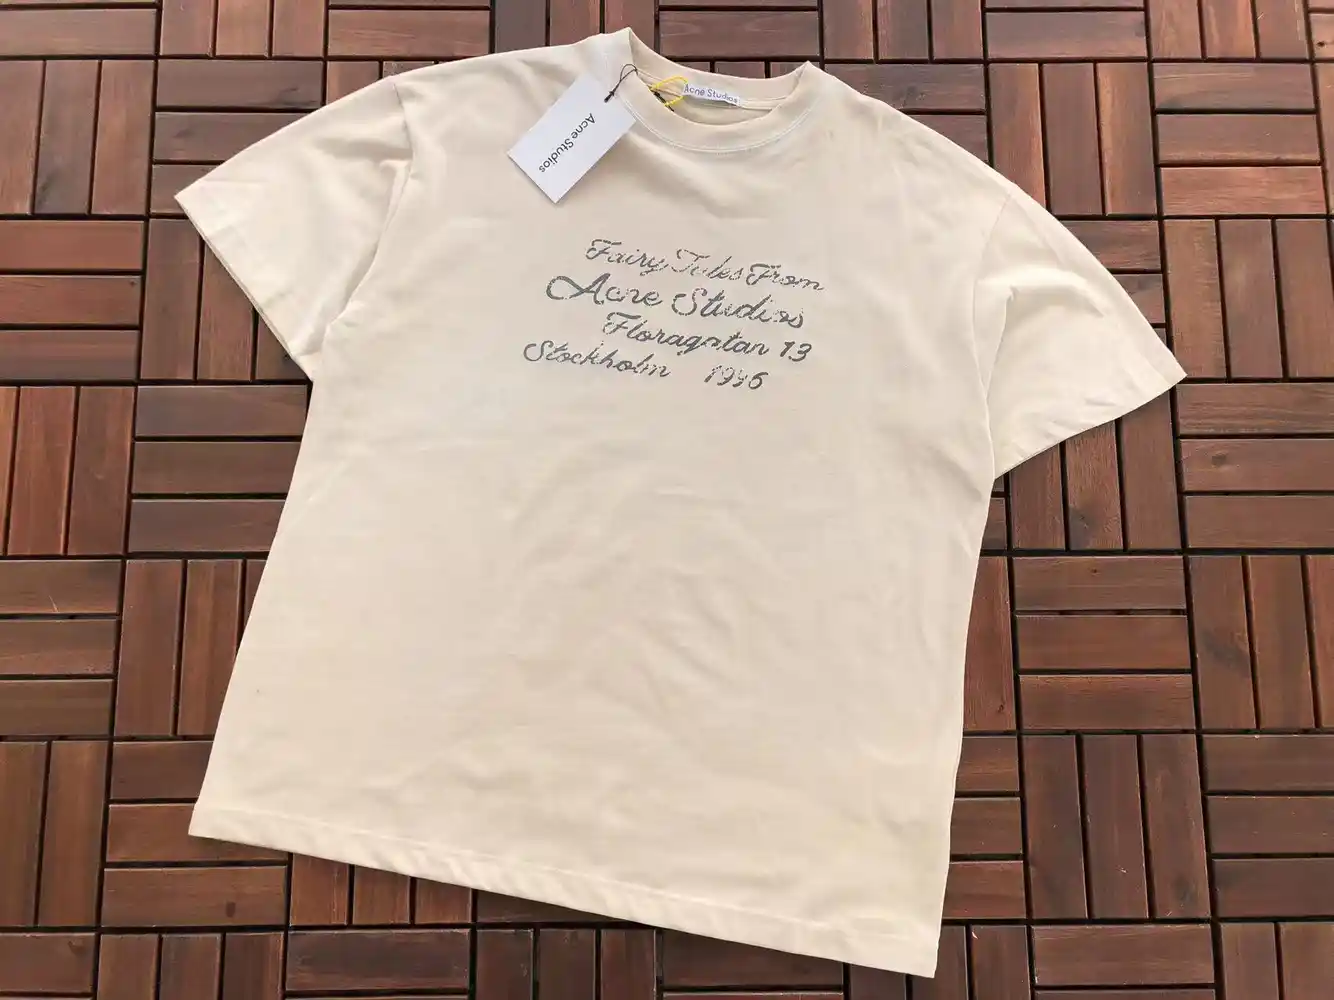 Acne Studios
Acne Studios
Fairy Tales From
Acne Studios
Floragatan 13
Stockholm 1996